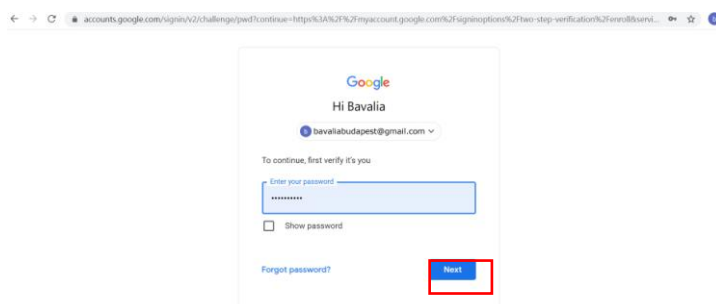 accounts.google.com/signin/v2/challenge/pwd?continue=https%3A%2F%2Fmyaccount.google.com%2Fsigninoptions%2Ftwo-step-verification%2Fenroll&servi...
Google
Hi Bavalia
bavaliabudapest@gmail.com
To continue, first verify it's you
Enter your password
••••••••••
Show password
Forgot password?
Next